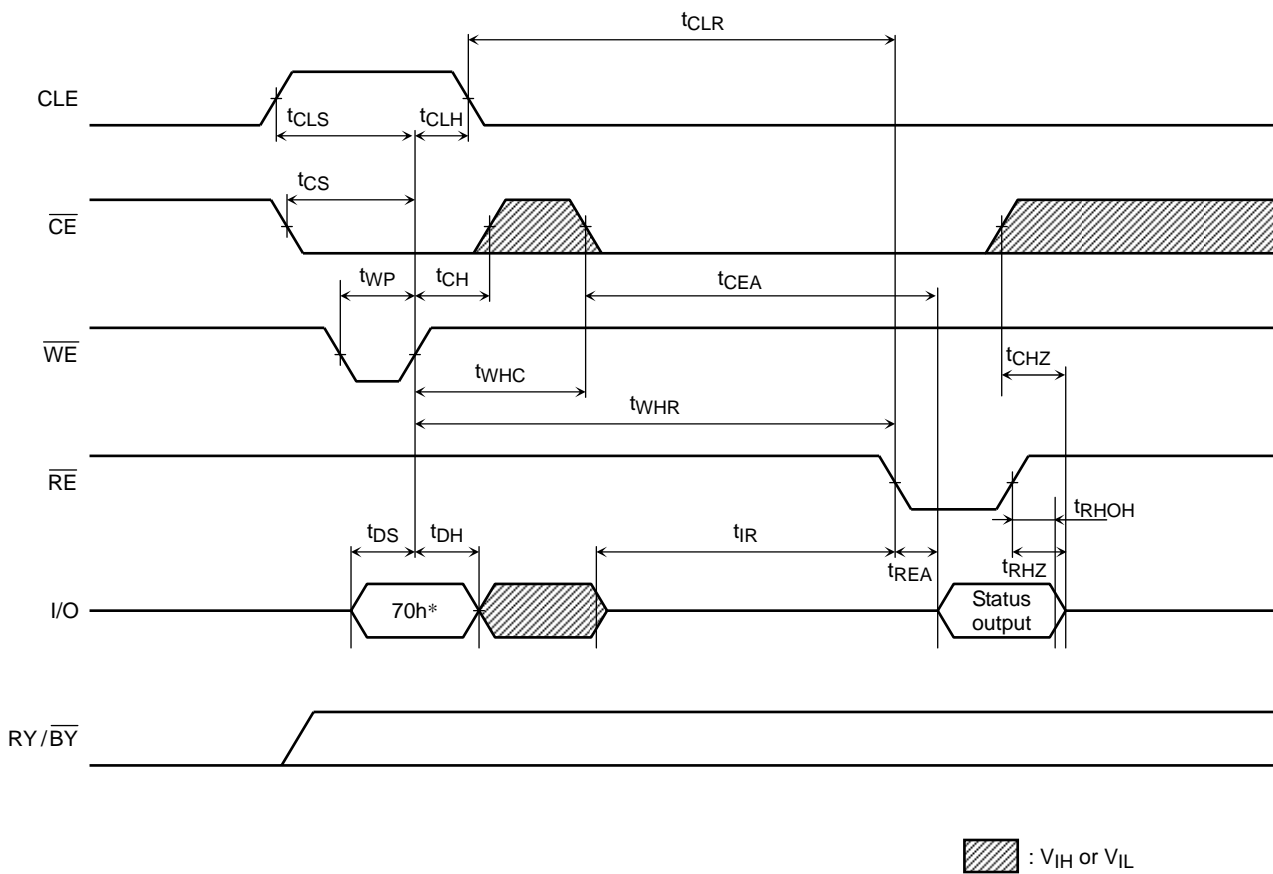 tCLR
CLE
tCLS
tCLH
tCS
CE
tWP
tCH
tCEA
WE
tWHC
tCHZ
tWHR
RE
tDS
tDH
tIR
tRHOH
tREA
tRHZ
I/O
70h*
Status
output
RY/BY
: VIH or VIL